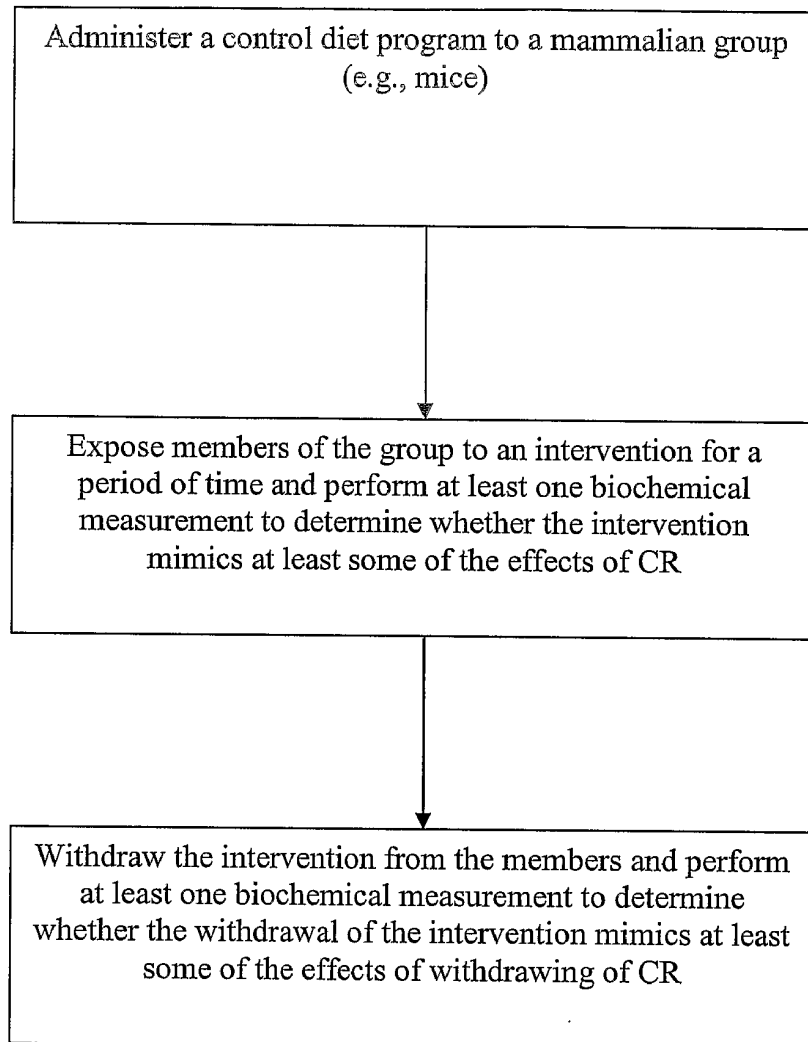 Administer a control diet program to a mammalian group
(e.g., mice)
Expose members of the group to an intervention for a
period of time and perform at least one biochemical
measurement to determine whether the intervention
mimics at least some of the effects of CR
Withdraw the intervention from the members and perform
at least one biochemical measurement to determine
whether the withdrawal of the intervention mimics at least
some of the effects of withdrawing of CR